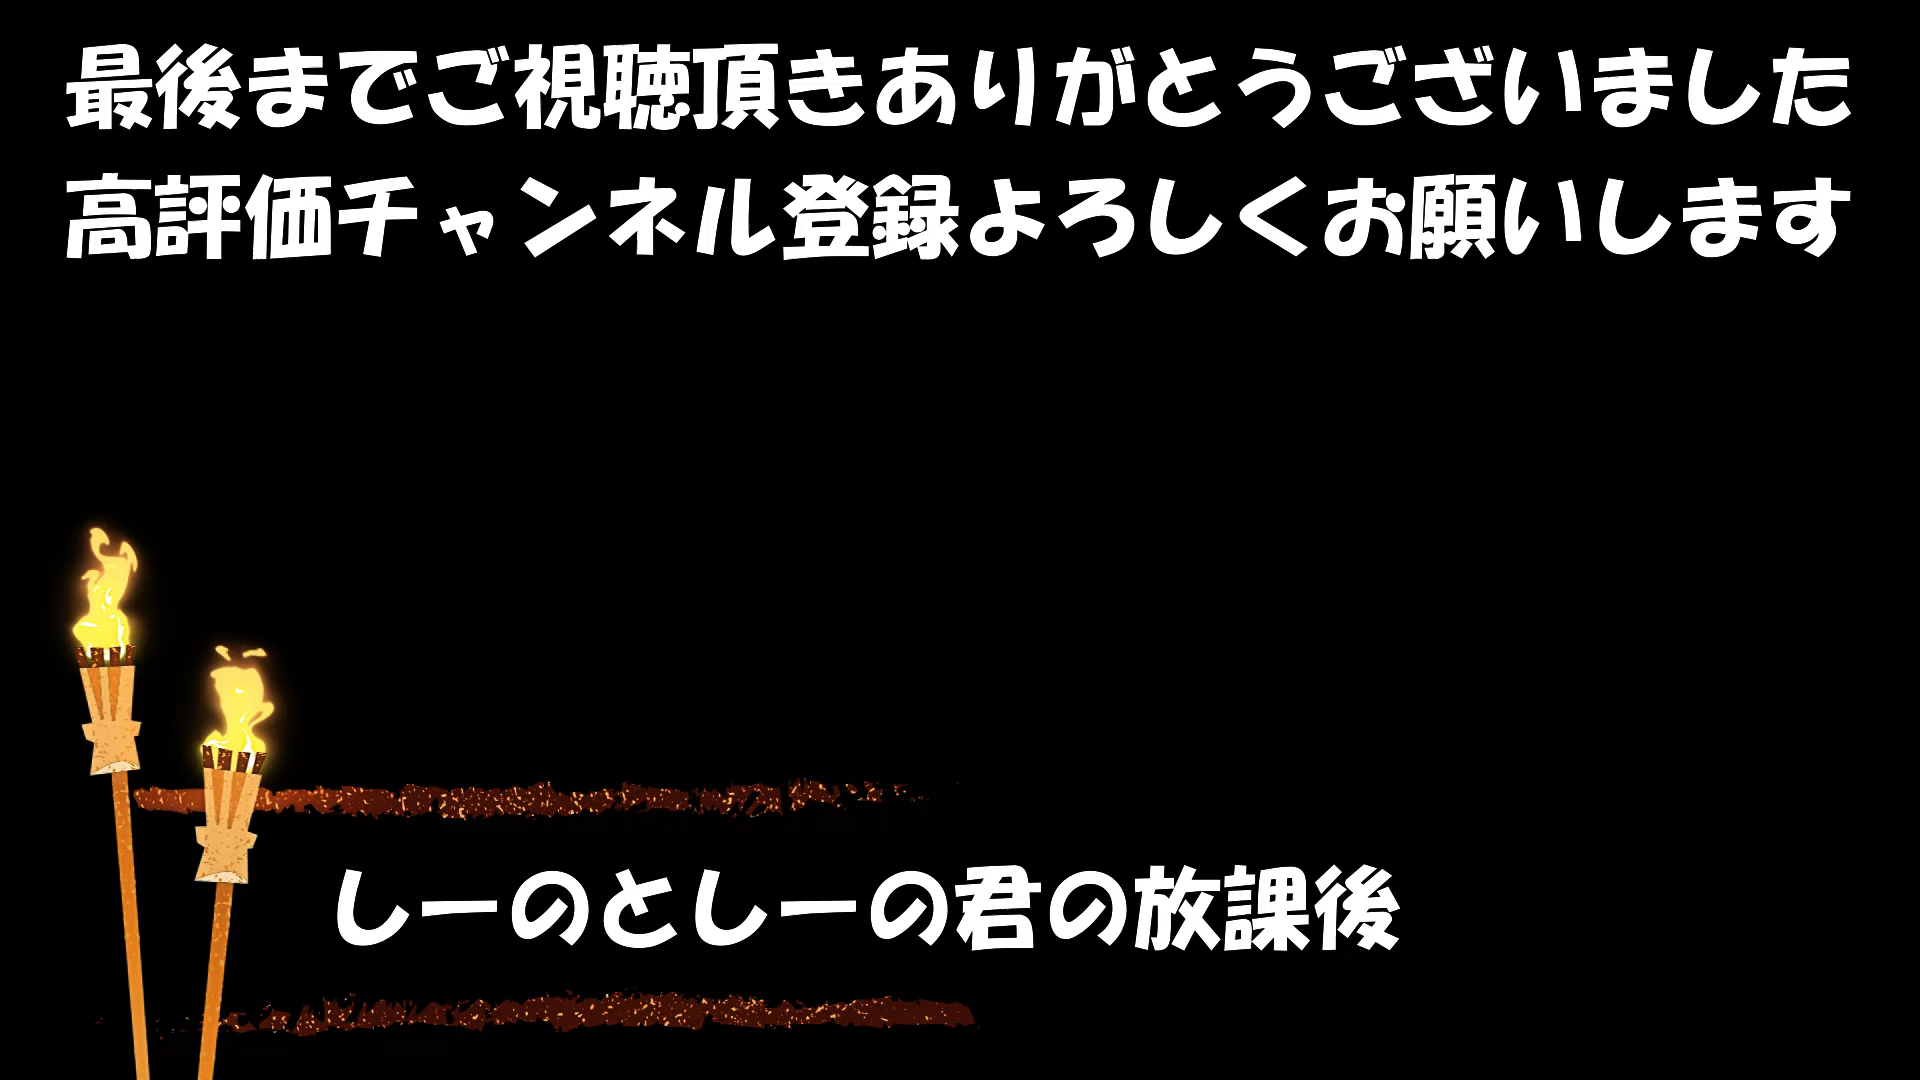 最後までご視聴頂きありがとうございました
高評価チャンネル登録よろしくお願いします
しーのとしーの君の放課後